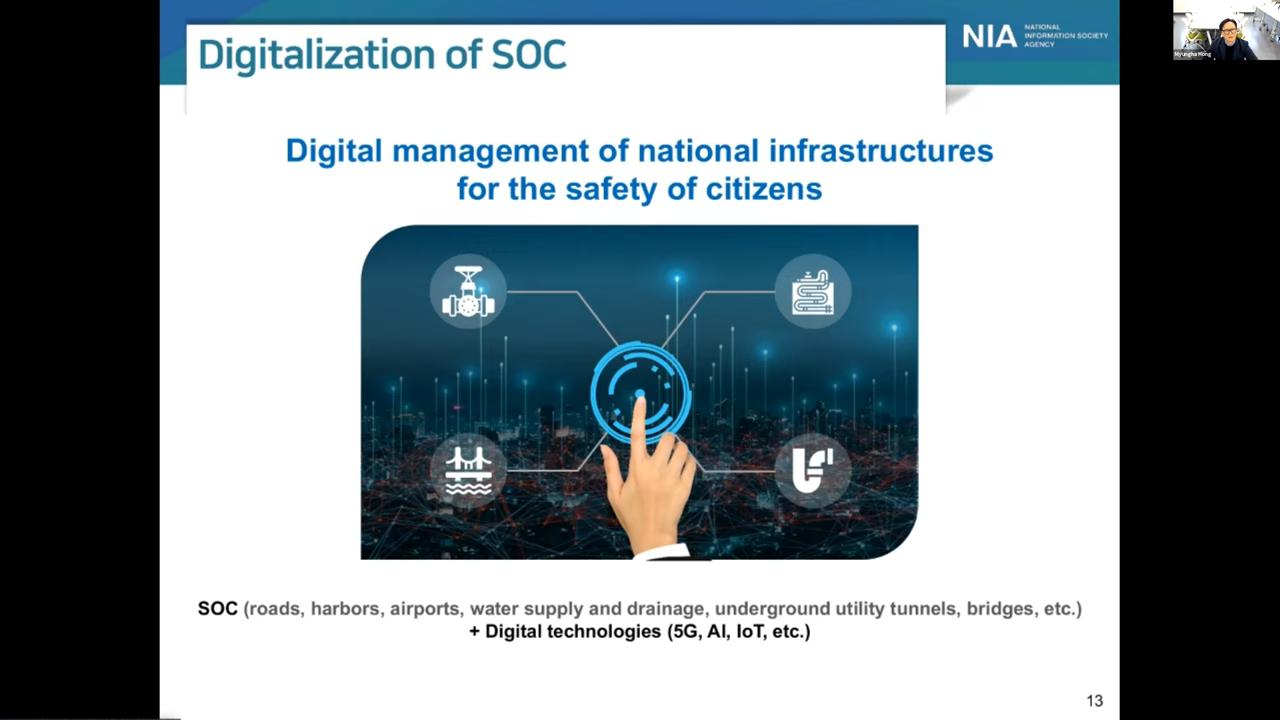 Digitalization of SOC
NIA
NATIONAL
INFORMATION SOCIETY
AGENCY
Myungha Hong
Digital management of national infrastructures
for the safety of citizens
SOC (roads, harbors, airports, water supply and drainage, underground utility tunnels, bridges, etc.)
+ Digital technologies (5G, AI, IoT, etc.)
13